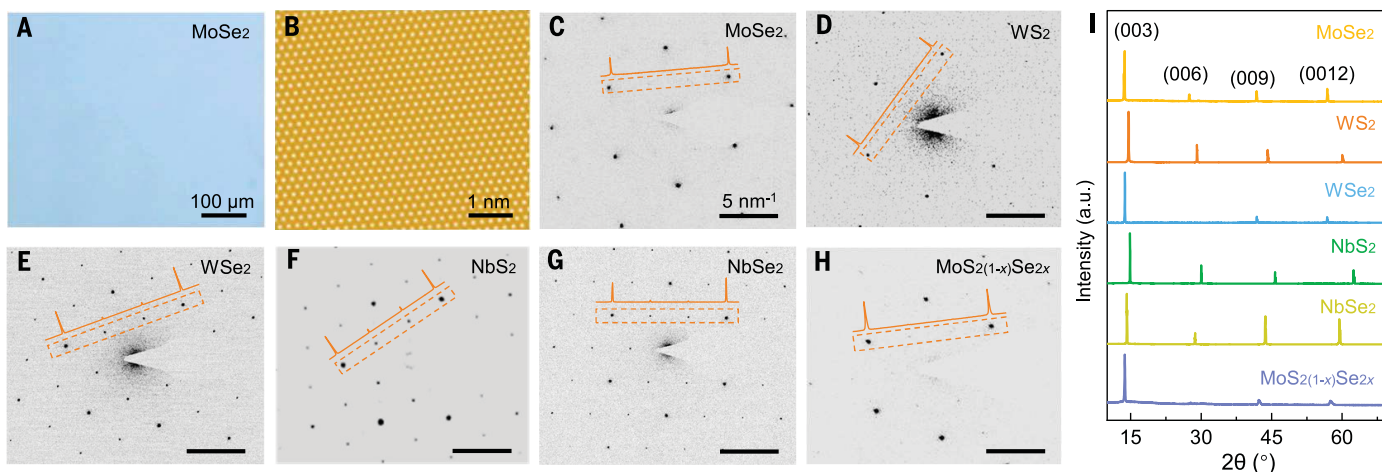 A
100 µm
B
1 nm
C
MoSe2
MoSe2
5 nm-1
D
WS2
E
WSe2
F
NbS2
G
NbSe2
H
MoS2(1-x)Se2x
I
(003)
(006)
(009)
(0012)
MoSe2
WS2
WSe2
NbS2
NbSe2
MoS2(1-x)Se2x
Intensity (a.u.)
15
30
45
60
2θ (°)